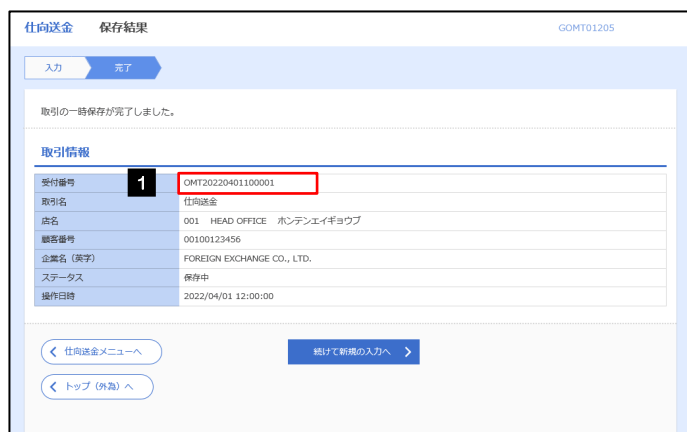 仕向送金 保存結果 GOMT01205
入力 完了
取引の一時保存が完了しました。
取引情報
受付番号 1 OMT20220401100001
取引名 仕向送金
店名 001 HEAD OFFICE ホンテンエイギョウブ
顧客番号 00100123456
企業名（英字） FOREIGN EXCHANGE CO., LTD.
ステータス 保存中
操作日時 2022/04/01 12:00:00
仕向送金メニューへ 続けて新規の入力へ
トップ（外為）へ